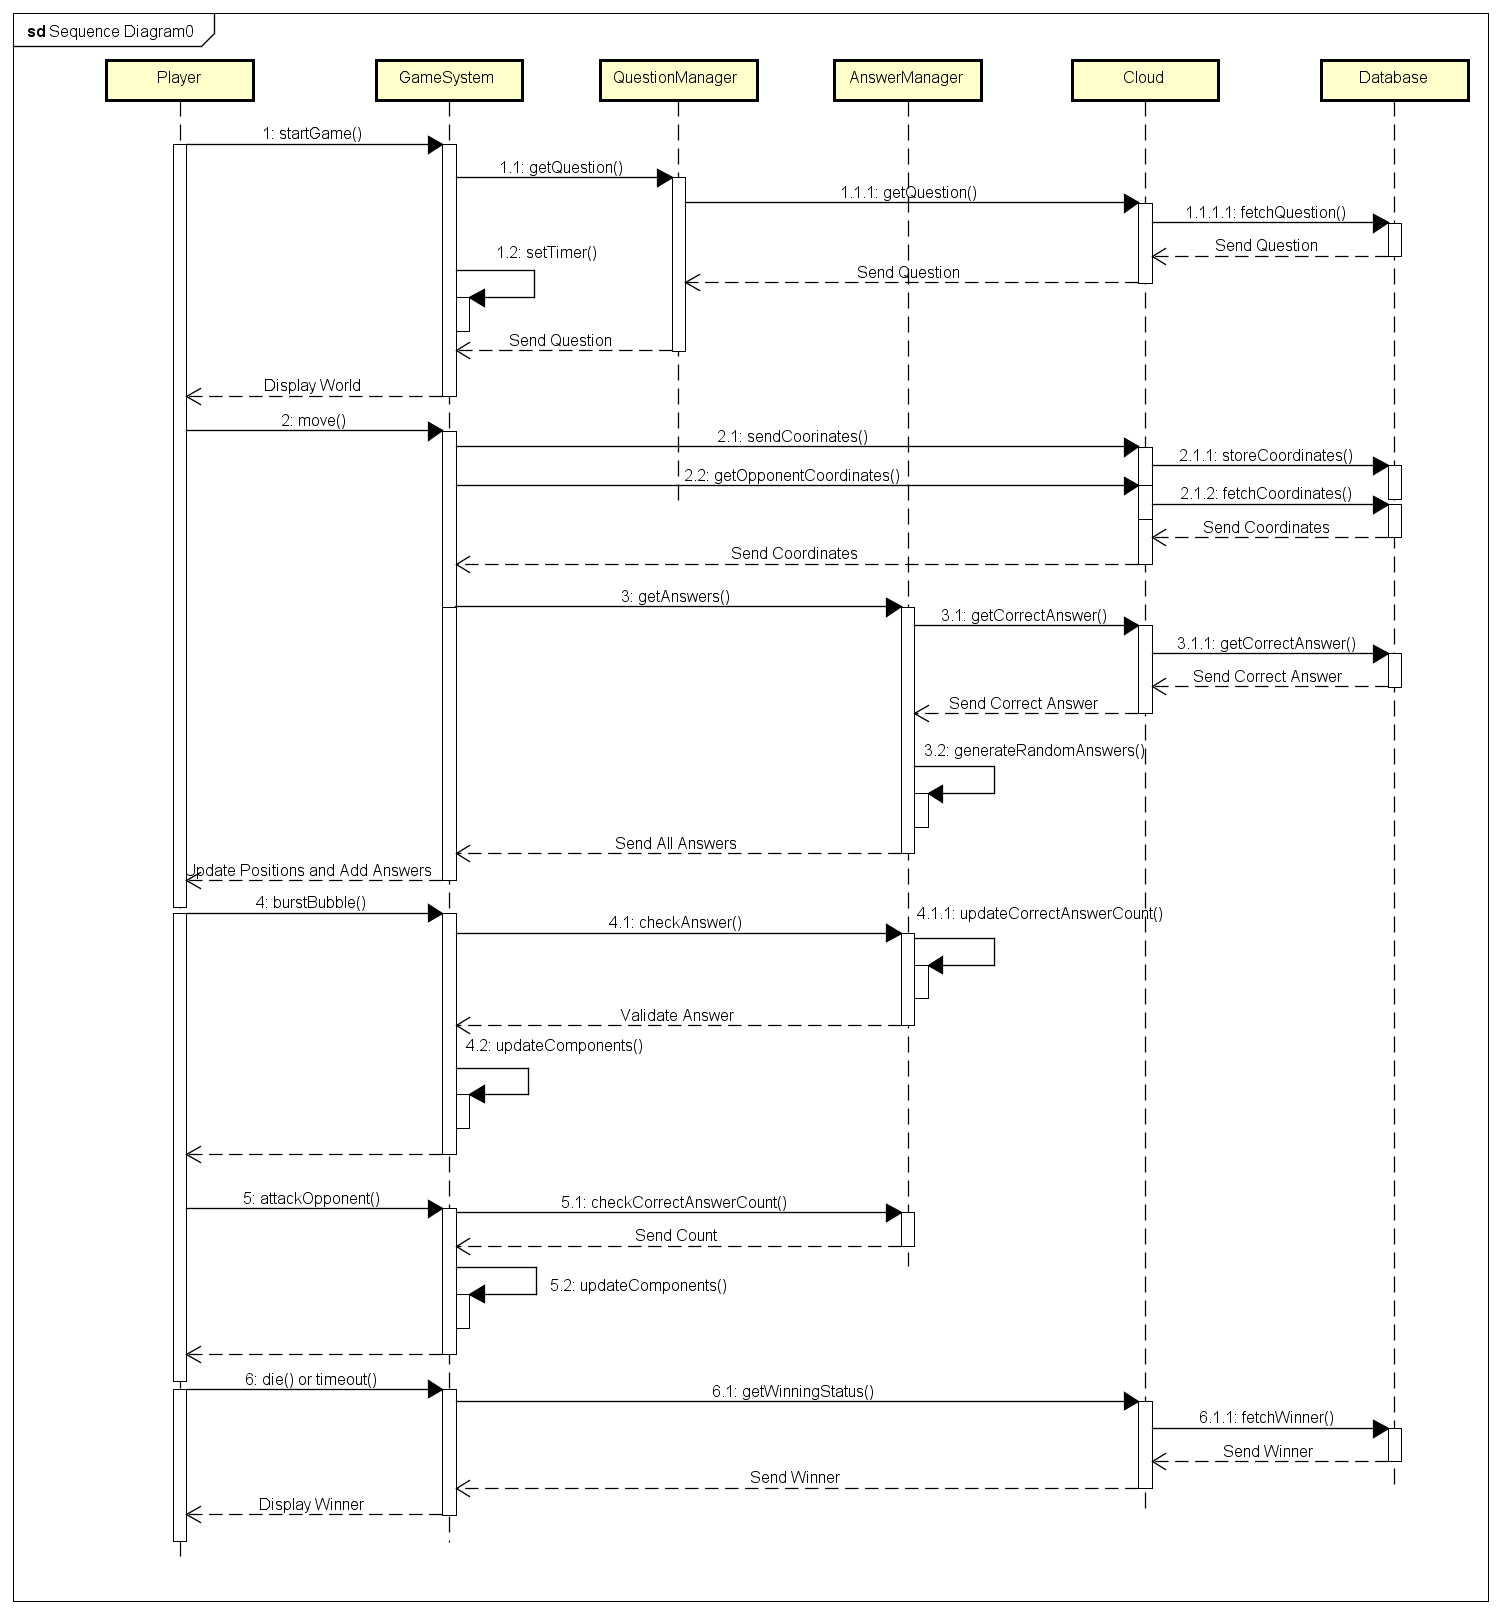 sd Sequence Diagram0
Player
GameSystem
QuestionManager
AnswerManager
Cloud
Database
1: startGame()
1.1: getQuestion()
1.1.1: getQuestion()
1.1.1.1: fetchQuestion()
Send Question
1.2: setTimer()
Send Question
Send Question
Display World
2: move()
2.1: sendCoorinates()
2.1.1: storeCoordinates()
2.2: getOpponentCoordinates()
2.1.2: fetchCoordinates()
Send Coordinates
Send Coordinates
3: getAnswers()
3.1: getCorrectAnswer()
3.1.1: getCorrectAnswer()
Send Correct Answer
Send Correct Answer
3.2: generateRandomAnswers()
Send All Answers
Update Positions and Add Answers
4: burstBubble()
4.1: checkAnswer()
4.1.1: updateCorrectAnswerCount()
Validate Answer
4.2: updateComponents()
5: attackOpponent()
5.1: checkCorrectAnswerCount()
Send Count
5.2: updateComponents()
6: die() or timeout()
6.1: getWinningStatus()
6.1.1: fetchWinner()
Send Winner
Send Winner
Display Winner